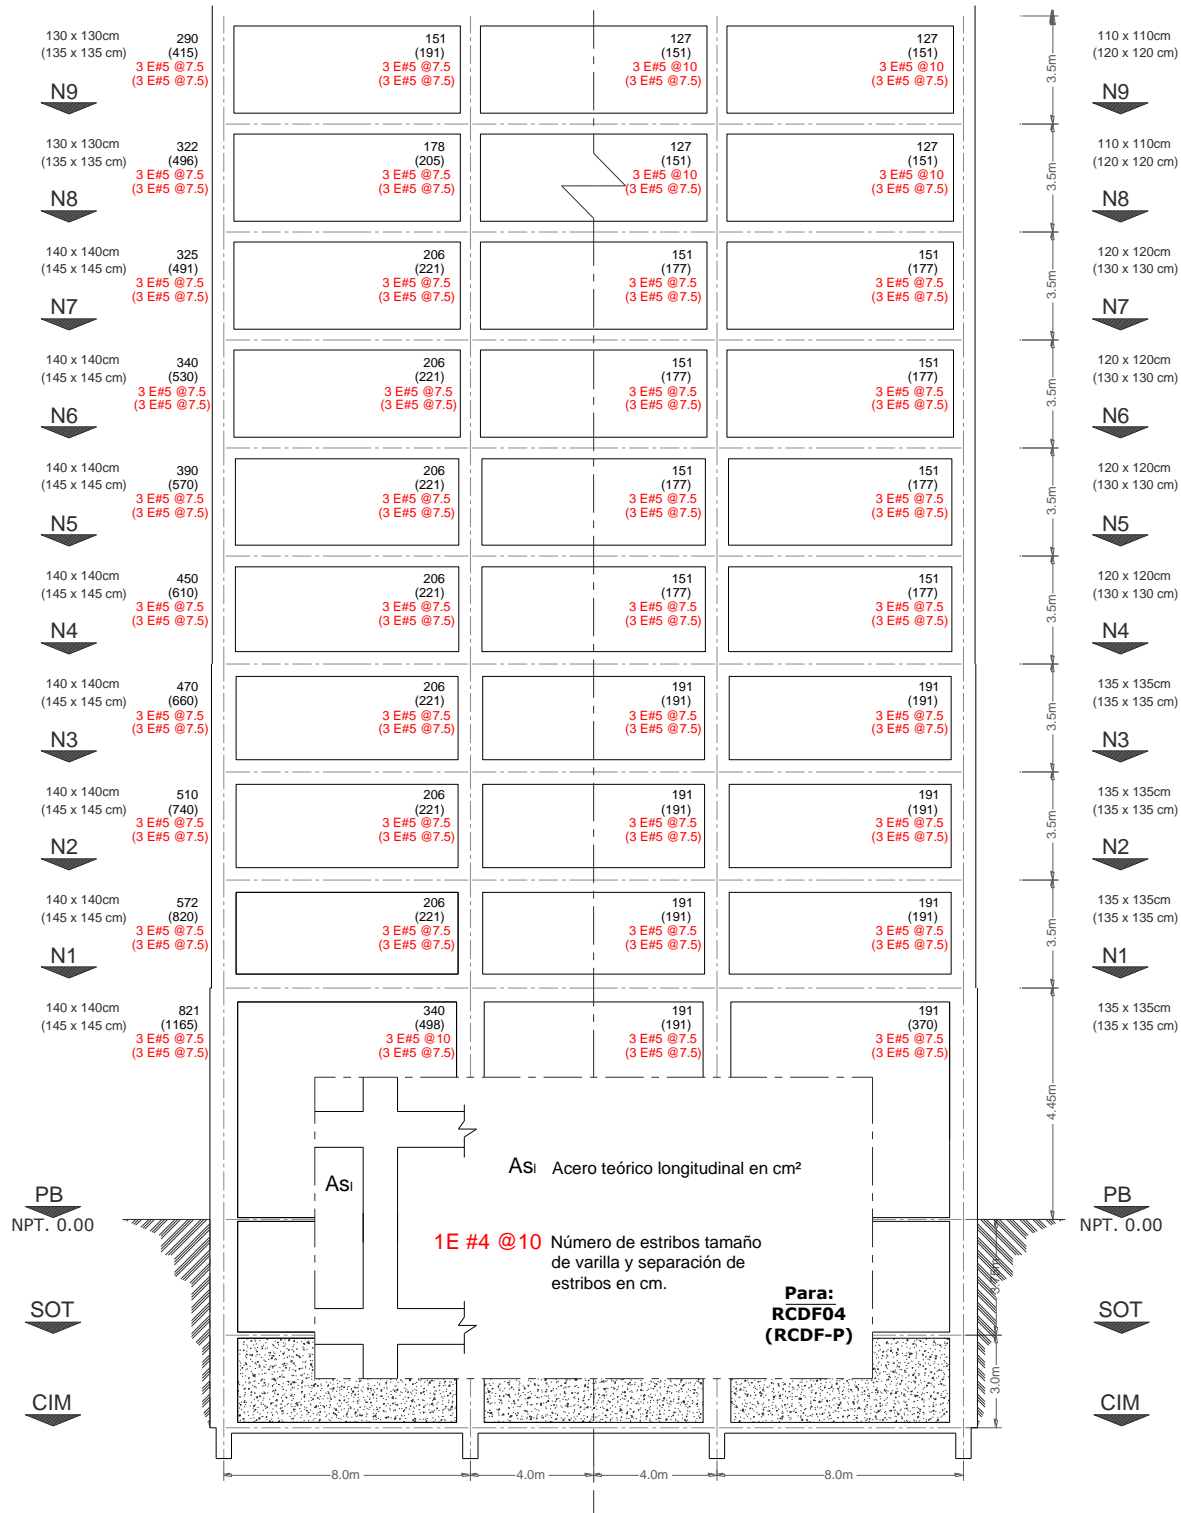 130 x 130cm
(135 x 135 cm)
290
(415)
3 E#5 @7.5
(3 E#5 @7.5)
151
(191)
3 E#5 @7.5
(3 E#5 @7.5)
127
(151)
3 E#5 @10
(3 E#5 @7.5)
127
(151)
3 E#5 @10
(3 E#5 @7.5)
3.5m
110 x 110cm
(120 x 120 cm)
N9
N9
130 x 130cm
(135 x 135 cm)
322
(496)
3 E#5 @7.5
(3 E#5 @7.5)
178
(205)
3 E#5 @7.5
(3 E#5 @7.5)
127
(151)
3 E#5 @10
(3 E#5 @7.5)
127
(151)
3 E#5 @10
(3 E#5 @7.5)
3.5m
110 x 110cm
(120 x 120 cm)
N8
N8
140 x 140cm
(145 x 145 cm)
325
(491)
3 E#5 @7.5
(3 E#5 @7.5)
206
(221)
3 E#5 @7.5
(3 E#5 @7.5)
151
(177)
3 E#5 @7.5
(3 E#5 @7.5)
151
(177)
3 E#5 @7.5
(3 E#5 @7.5)
3.5m
120 x 120cm
(130 x 130 cm)
N7
N7
140 x 140cm
(145 x 145 cm)
340
(530)
3 E#5 @7.5
(3 E#5 @7.5)
206
(221)
3 E#5 @7.5
(3 E#5 @7.5)
151
(177)
3 E#5 @7.5
(3 E#5 @7.5)
151
(177)
3 E#5 @7.5
(3 E#5 @7.5)
3.5m
120 x 120cm
(130 x 130 cm)
N6
N6
140 x 140cm
(145 x 145 cm)
390
(570)
3 E#5 @7.5
(3 E#5 @7.5)
206
(221)
3 E#5 @7.5
(3 E#5 @7.5)
151
(177)
3 E#5 @7.5
(3 E#5 @7.5)
151
(177)
3 E#5 @7.5
(3 E#5 @7.5)
3.5m
120 x 120cm
(130 x 130 cm)
N5
N5
140 x 140cm
(145 x 145 cm)
450
(610)
3 E#5 @7.5
(3 E#5 @7.5)
206
(221)
3 E#5 @7.5
(3 E#5 @7.5)
151
(177)
3 E#5 @7.5
(3 E#5 @7.5)
151
(177)
3 E#5 @7.5
(3 E#5 @7.5)
3.5m
120 x 120cm
(130 x 130 cm)
N4
N4
140 x 140cm
(145 x 145 cm)
470
(660)
3 E#5 @7.5
(3 E#5 @7.5)
206
(221)
3 E#5 @7.5
(3 E#5 @7.5)
191
(191)
3 E#5 @7.5
(3 E#5 @7.5)
191
(191)
3 E#5 @7.5
(3 E#5 @7.5)
3.5m
135 x 135cm
(135 x 135 cm)
N3
N3
140 x 140cm
(145 x 145 cm)
510
(740)
3 E#5 @7.5
(3 E#5 @7.5)
206
(221)
3 E#5 @7.5
(3 E#5 @7.5)
191
(191)
3 E#5 @7.5
(3 E#5 @7.5)
191
(191)
3 E#5 @7.5
(3 E#5 @7.5)
3.5m
135 x 135cm
(135 x 135 cm)
N2
N2
140 x 140cm
(145 x 145 cm)
572
(820)
3 E#5 @7.5
(3 E#5 @7.5)
206
(221)
3 E#5 @7.5
(3 E#5 @7.5)
191
(191)
3 E#5 @7.5
(3 E#5 @7.5)
191
(191)
3 E#5 @7.5
(3 E#5 @7.5)
3.5m
135 x 135cm
(135 x 135 cm)
N1
N1
140 x 140cm
(145 x 145 cm)
821
(1165)
3 E#5 @7.5
(3 E#5 @7.5)
340
(498)
3 E#5 @10
(3 E#5 @7.5)
191
(191)
3 E#5 @7.5
(3 E#5 @7.5)
191
(370)
3 E#5 @7.5
(3 E#5 @7.5)
135 x 135cm
(135 x 135 cm)
4.45m
Asl
Asl Acero teórico longitudinal en cm²
PB
NPT. 0.00
PB
NPT. 0.00
1E #4 @10 Número de estribos tamaño
de varilla y separación de
estribos en cm.
Para:
RCDF04
(RCDF-P)
SOT
SOT
3.0m
CIM
CIM
8.0m
4.0m
4.0m
8.0m